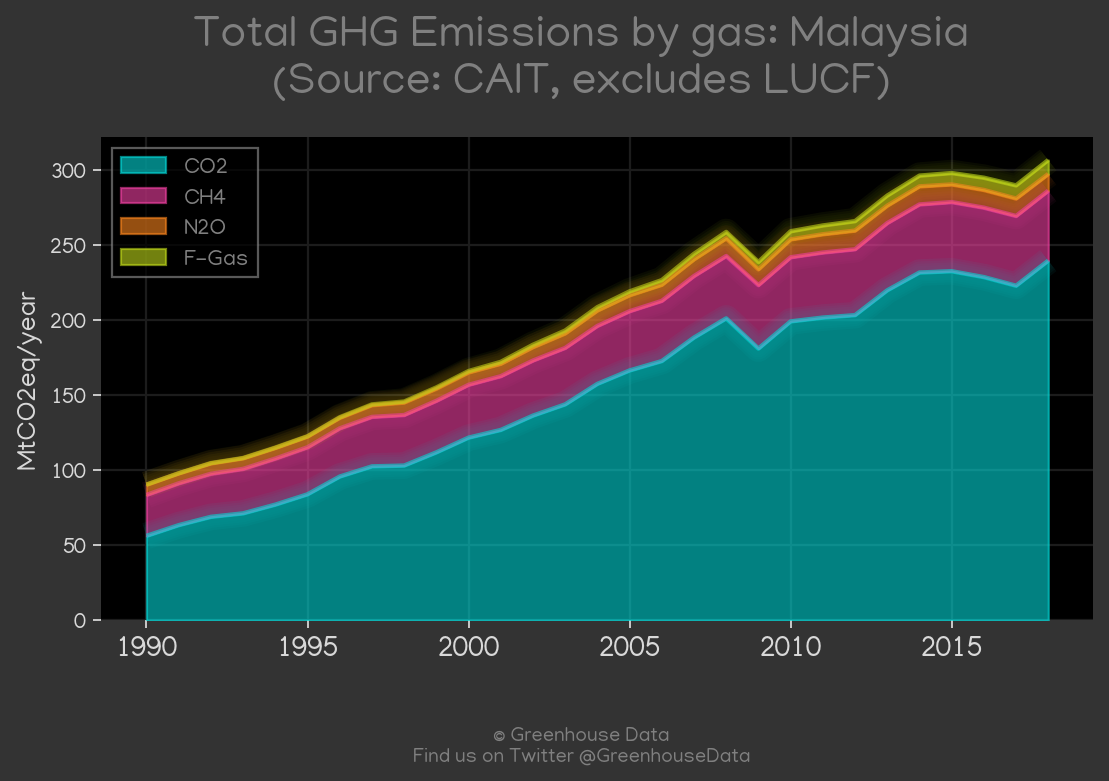 Total GHG Emissions by gas: Malaysia
(Source: CAIT, excludes LUCF)
CO2
CH4
N2O
F-Gas
MtCO2eq/year
300
250
200
150
100
50
0
1990 1995 2000 2005 2010 2015
© Greenhouse Data
Find us on Twitter @GreenhouseData